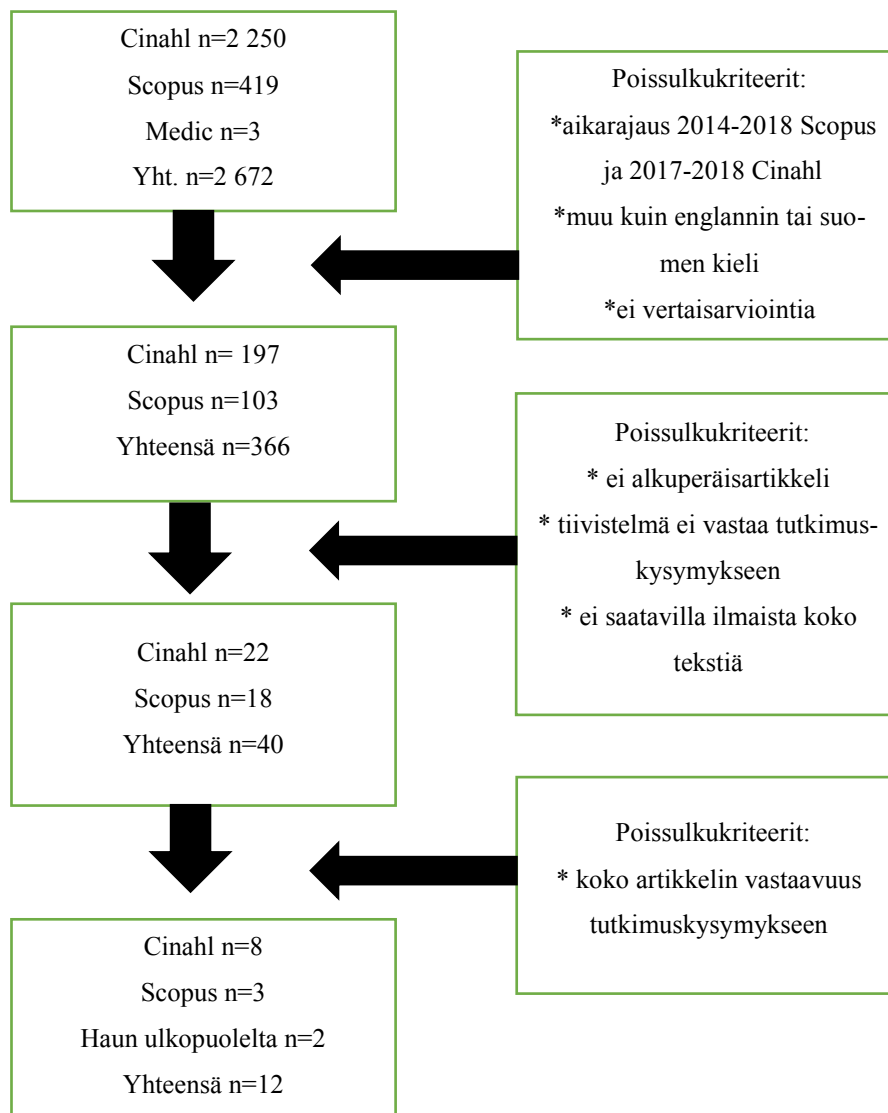 Cinahl n=2 250
Scopus n=419
Medic n=3
Yht. n=2 672
Poissulkukriteerit:
*aikarajaus 2014-2018 Scopus
ja 2017-2018 Cinahl
*muu kuin englannin tai suo-
men kieli
*ei vertaisarviointia
Cinahl n= 197
Scopus n=103
Yhteensä n=366
Poissulkukriteerit:
* ei alkuperäisartikkeli
* tiivistelmä ei vastaa tutkimus-
kysymykseen
* ei saatavilla ilmaista koko
tekstiä
Cinahl n=22
Scopus n=18
Yhteensä n=40
Poissulkukriteerit:
* koko artikkelin vastaavuus
tutkimuskysymykseen
Cinahl n=8
Scopus n=3
Haun ulkopuolelta n=2
Yhteensä n=12